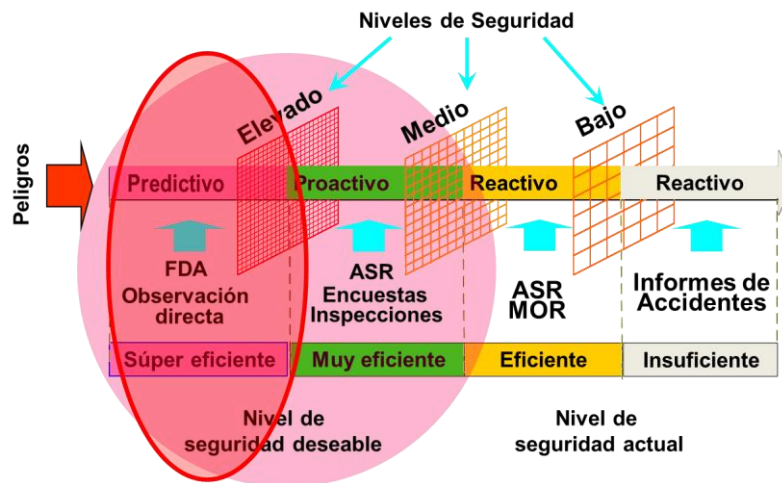 Niveles de Seguridad
Elevado
Medio
Bajo
Peligros
Predictivo
Proactivo
Reactivo
Reactivo
FDA
Observación
directa
ASR
Encuestas
Inspecciones
ASR
MOR
Informes de
Accidentes
Súper eficiente
Muy eficiente
Eficiente
Insuficiente
Nivel de
seguridad deseable
Nivel de
seguridad actual